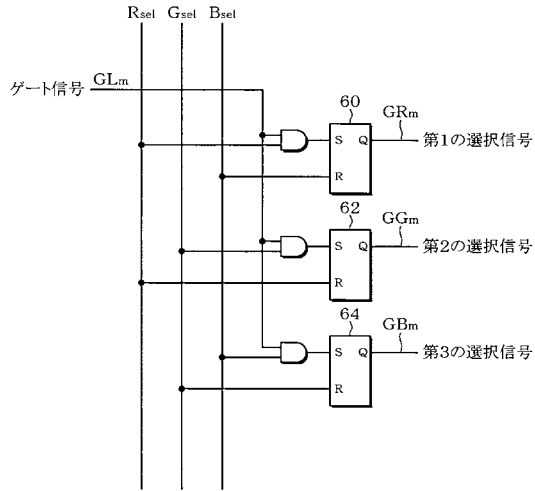 Rsel Gsel Bsel
ゲート信号 GLm
60
S Q
R
GRm
第1の選択信号
62
S Q
R
GGm
第2の選択信号
64
S Q
R
GBm
第3の選択信号